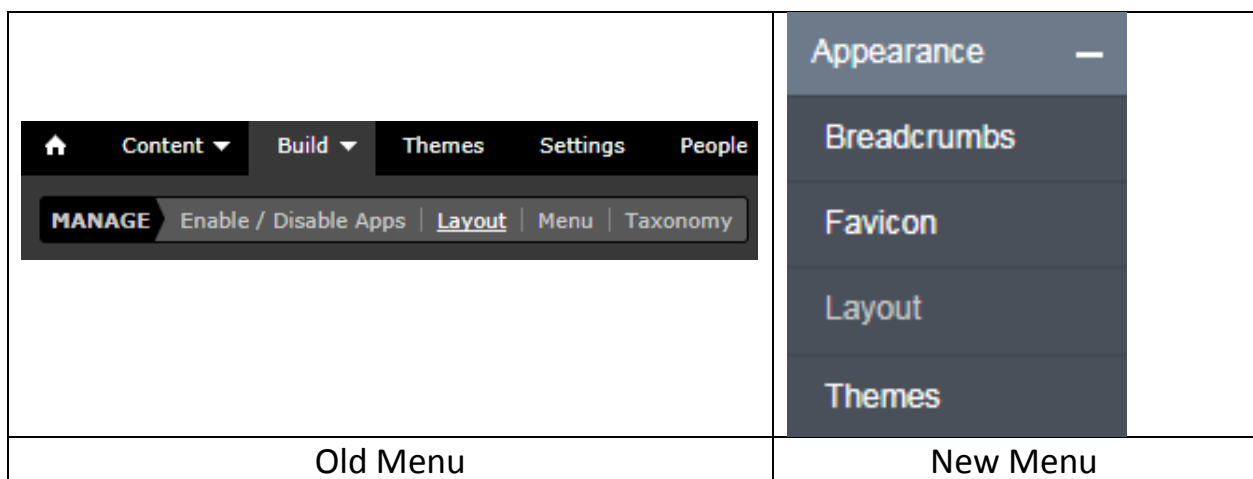 Content Build Themes Settings People
MANAGE Enable / Disable Apps | Layout | Menu | Taxonomy
Old Menu
Appearance
Breadcrumbs
Favicon
Layout
Themes
New Menu